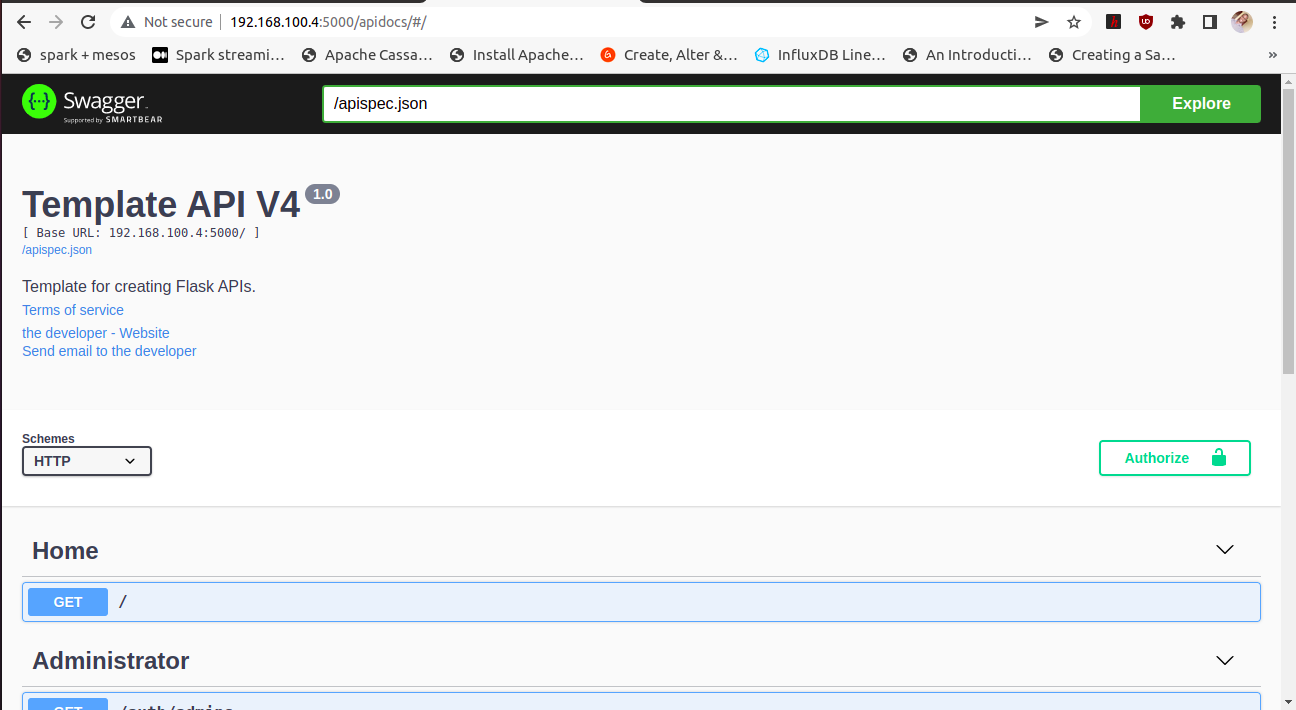 Not secure 192.168.100.4:5000/apidocs/#/
spark + mesos Spark streami... Apache Cassa... Install Apache... Create, Alter &... InfluxDB Line... An Introducti... Creating a Sa... »
Swagger.
Supported by SMARTBEAR
/apispec.json Explore
Template API V4 1.0
[ Base URL: 192.168.100.4:5000/ ]
/apispec.json
Template for creating Flask APIs.
Terms of service
the developer - Website
Send email to the developer
Schemes
HTTP
Authorize
Home
GET /
Administrator
GET /auth/admins